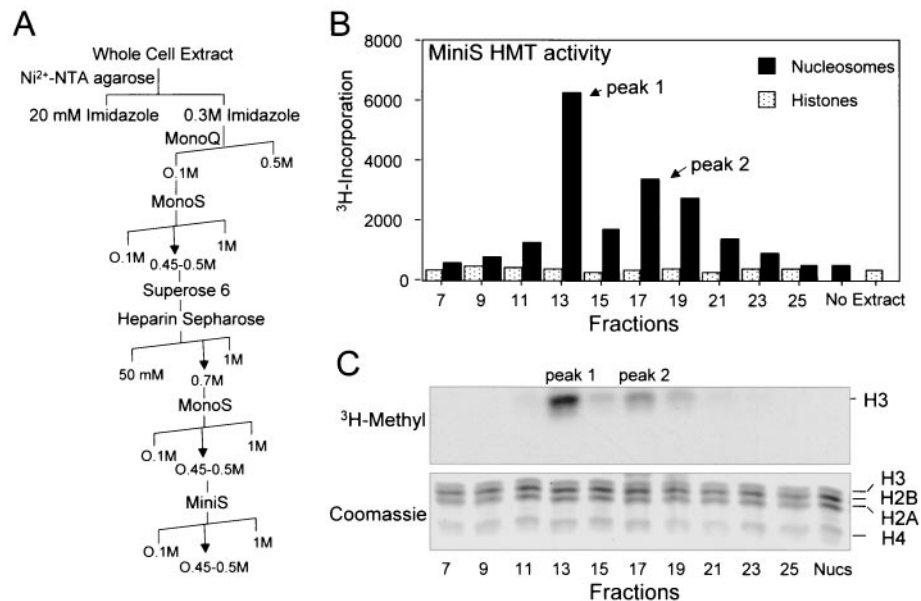 A
Whole Cell Extract
Ni²⁺-NTA agarose
20 mM Imidazole 0.3M Imidazole
MonoQ
O.1M 0.5M
MonoS
O.1M 0.45-0.5M 1M
Superose 6
Heparin Sepharose
50 mM 0.7M 1M
MonoS
O.1M O.45-0.5M 1M
MiniS
O.1M O.45-0.5M 1M
B
MiniS HMT activity
Nucleosomes
Histones
peak 1
peak 2
³H-Incorporation
8000
6000
4000
2000
0
7 9 11 13 15 17 19 21 23 25 No Extract
Fractions
C
peak 1 peak 2
³H-Methyl
H3
Coomassie
H3
H2B
H2A
H4
7 9 11 13 15 17 19 21 23 25 Nucs
Fractions